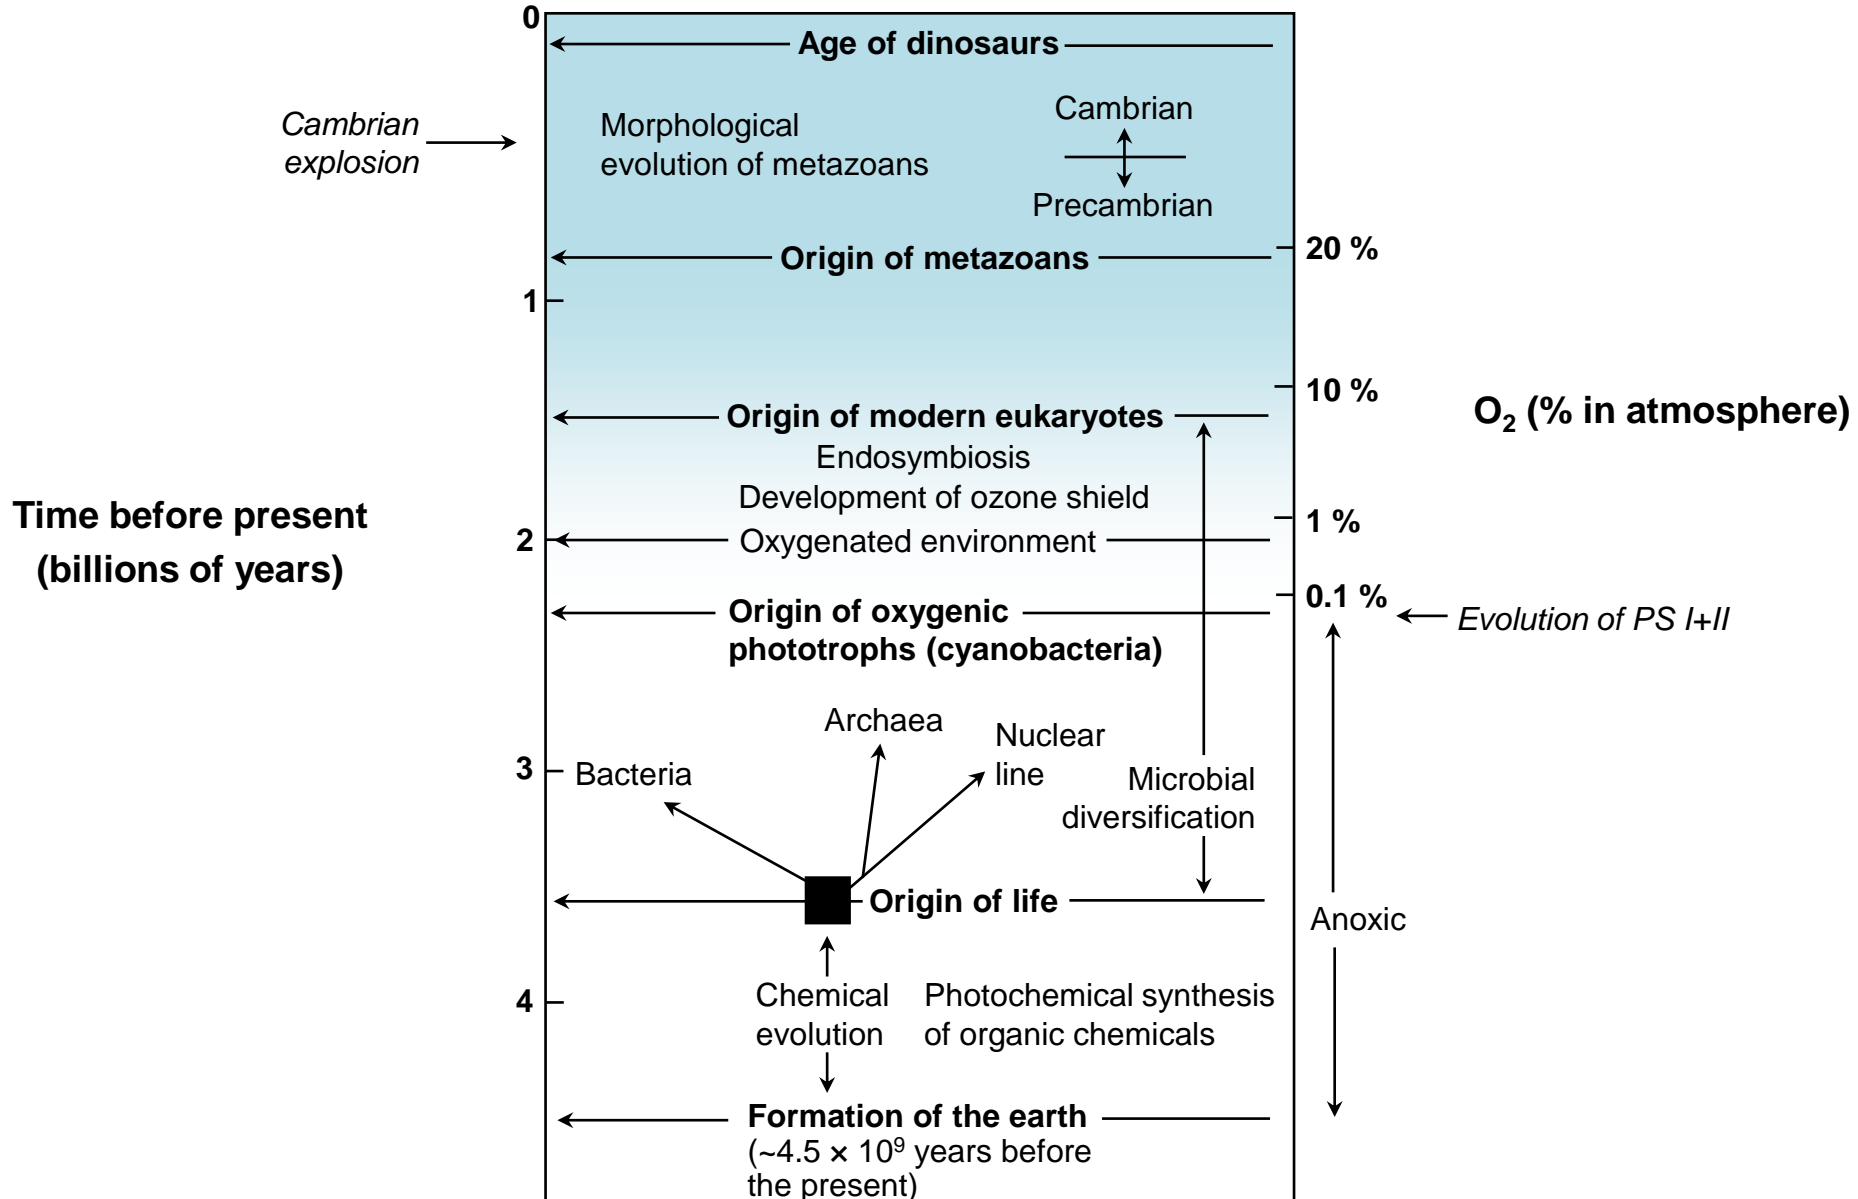 0
Age of dinosaurs
Cambrian
explosion
Morphological
evolution of metazoans
Cambrian
Precambrian
20 %
Origin of metazoans
1
10 %
Origin of modern eukaryotes
O₂ (% in atmosphere)
Endosymbiosis
Development of ozone shield
Time before present
(billions of years)
1 %
2
Oxygenated environment
0.1 %
Origin of oxygenic
phototrophs (cyanobacteria)
Evolution of PS I+II
Archaea
Nuclear
line
3
Bacteria
Microbial
diversification
Origin of life
Anoxic
4
Chemical
evolution
Photochemical synthesis
of organic chemicals
Formation of the earth
(~4.5 × 10⁹ years before
the present)